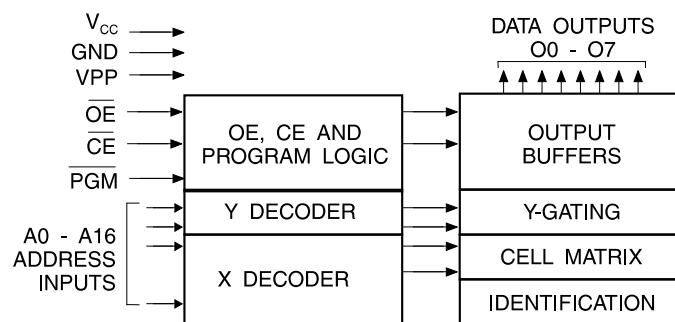 V_CC
GND
VPP
OE
CE
PGM
A0 - A16
ADDRESS
INPUTS
OE, CE AND
PROGRAM LOGIC
Y DECODER
X DECODER
DATA OUTPUTS
O0 - O7
OUTPUT
BUFFERS
Y-GATING
CELL MATRIX
IDENTIFICATION